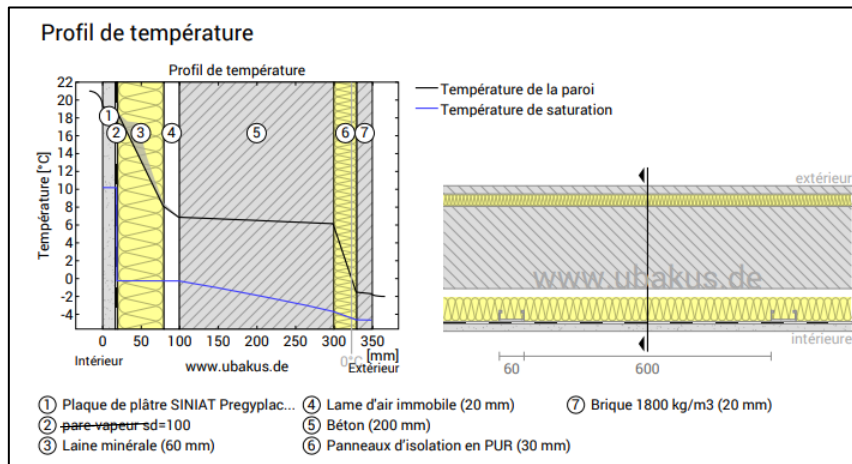 Profil de température
Profil de température
22
20
18
16
14
12
10
8
6
4
2
0
-2
-4
Température [°C]
1
2
3
4
5
6
7
0
50
100
150
200
250
300
350
[mm]
Intérieur
www.ubakus.de
0°C
Extérieur
Température de la paroi
Température de saturation
extérieur
www.ubakus.de
intérieure
60
600
1 Plaque de plâtre SINIAT Pregyplac...
2 pare vapeur sd=100
3 Laine minérale (60 mm)
4 Lame d'air immobile (20 mm)
5 Béton (200 mm)
6 Panneaux d'isolation en PUR (30 mm)
7 Brique 1800 kg/m3 (20 mm)